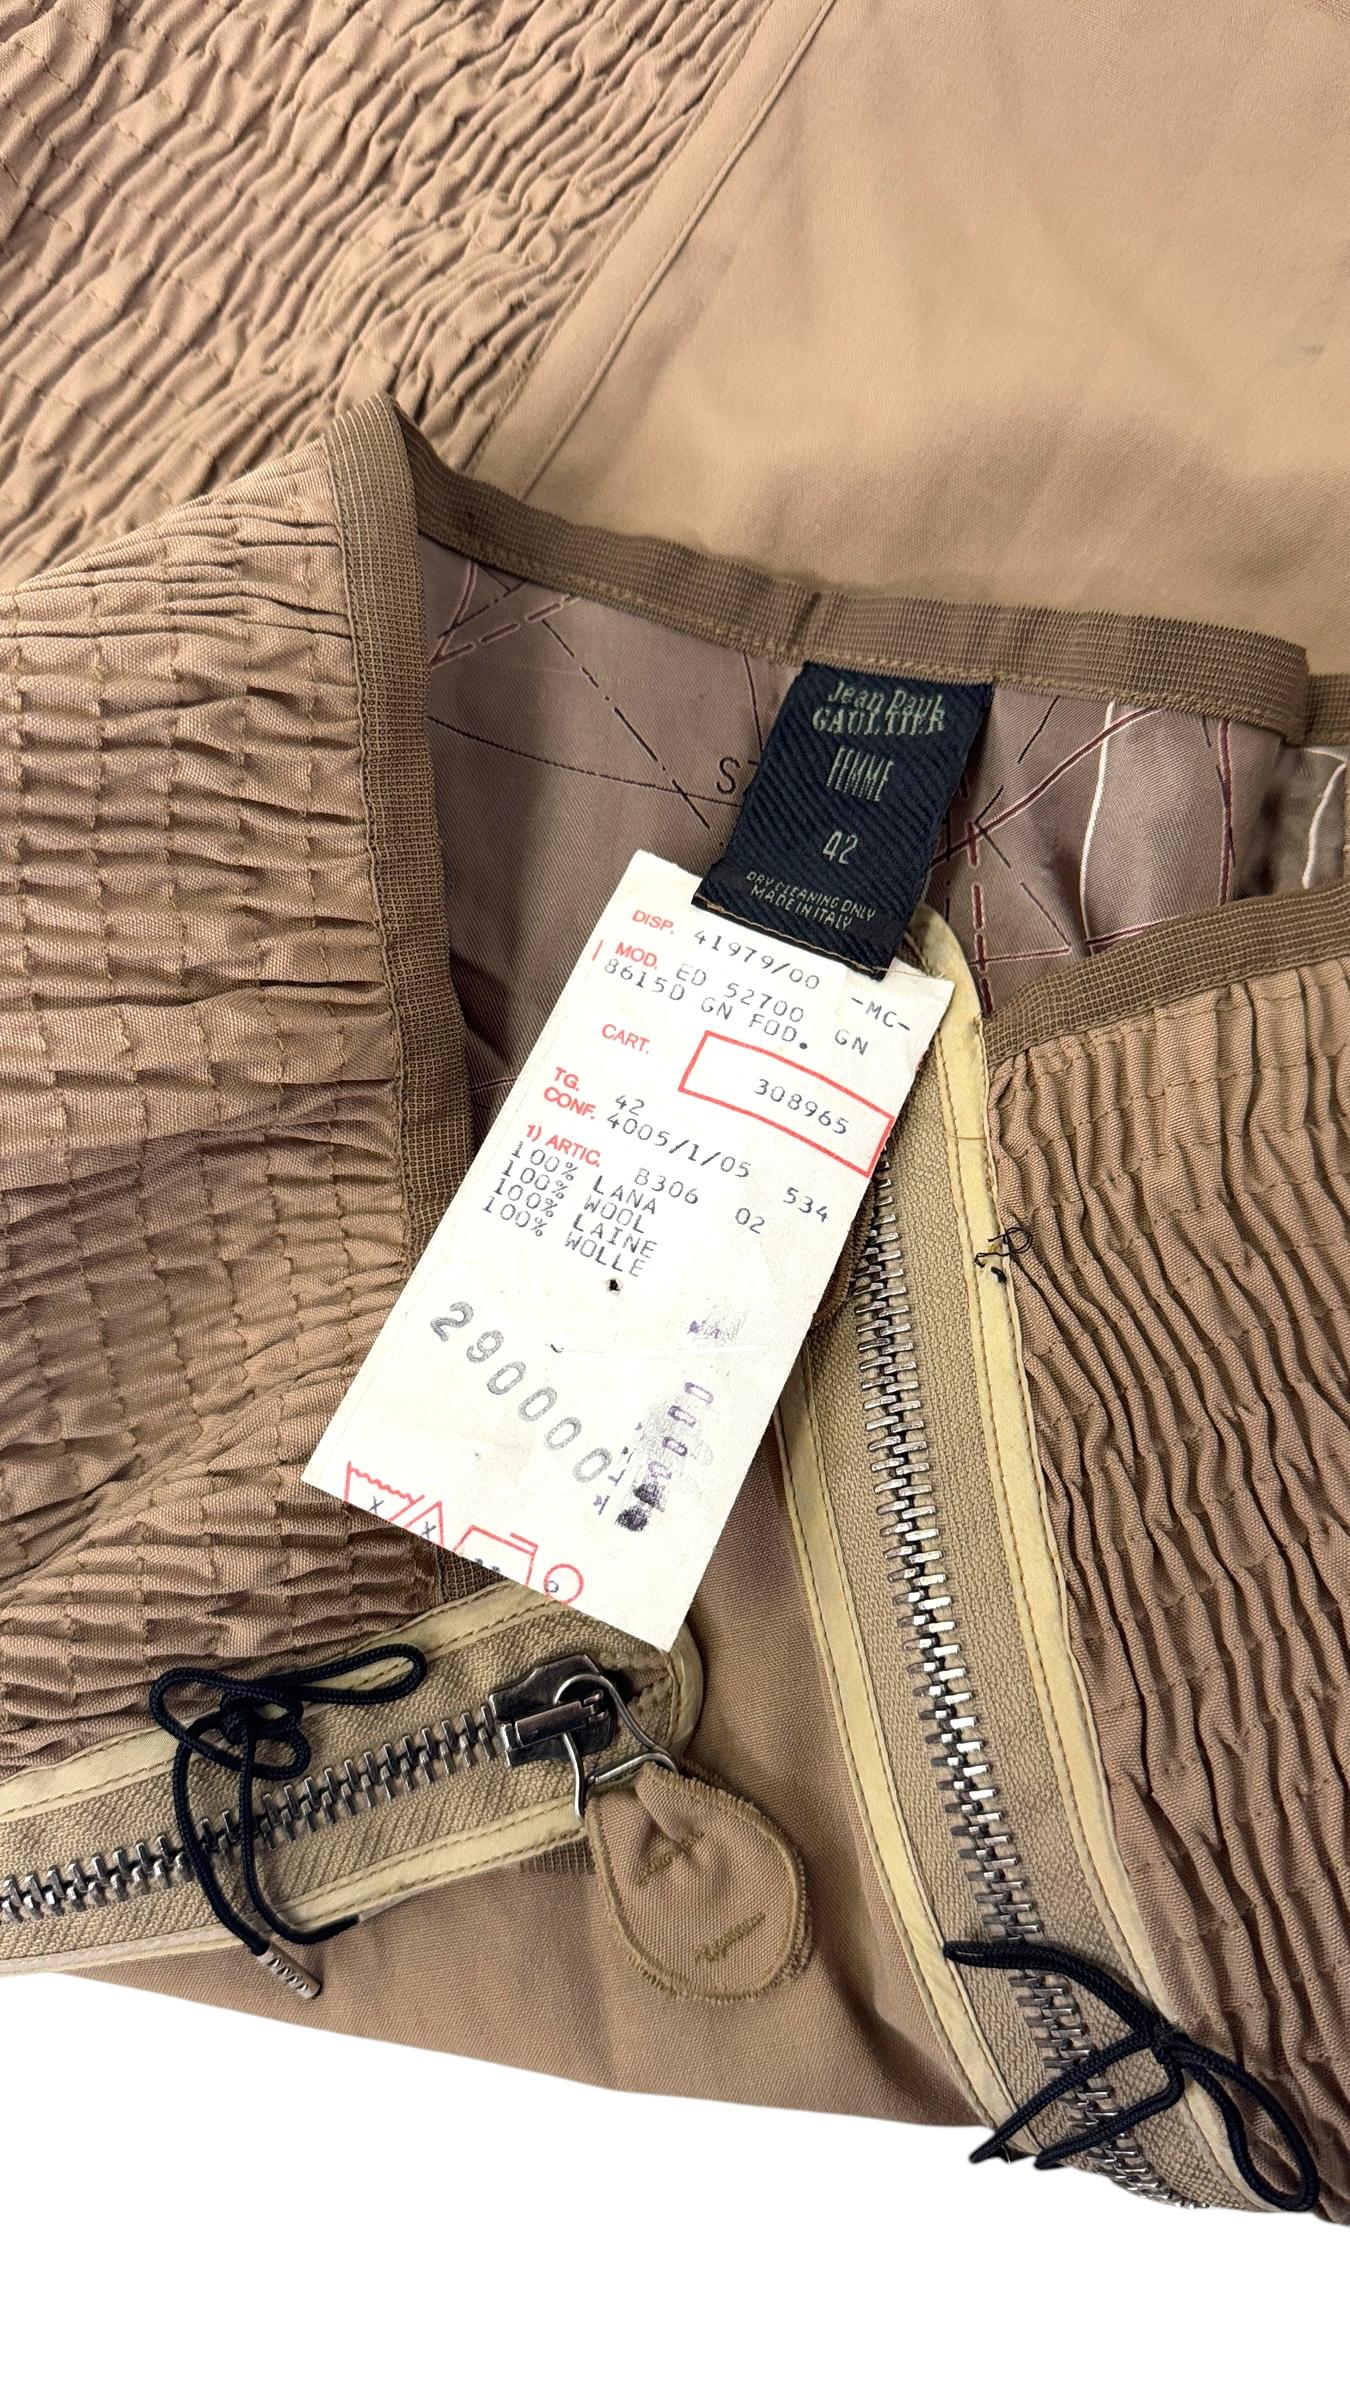 Jean Paul
GAULTIER
FEMME
42
DRY CLEANING ONLY
MADE IN ITALY
DISP. 41979/00 -MC-
MOD. ED 52700 GN
8615D GN FOD.
CART. 308965
TG. 42
CONF. 4005/1/05 534
1) ARTIC. B306 02
100% LANA
100% WOOL
100% LAINE
100% WOLLE
290000